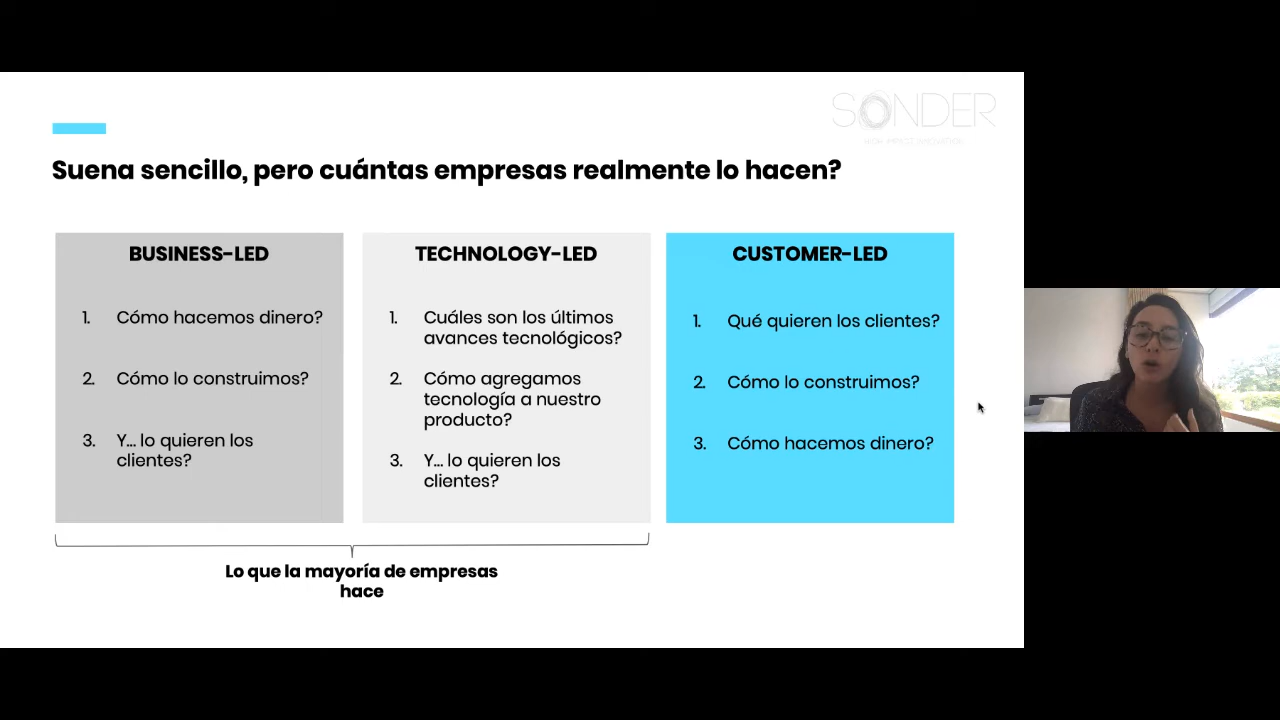 SONDER
Suena sencillo, pero cuántas empresas realmente lo hacen?
BUSINESS-LED
1. Cómo hacemos dinero?
2. Cómo lo construimos?
3. Y... lo quieren los
clientes?
TECHNOLOGY-LED
1. Cuáles son los últimos
avances tecnológicos?
2. Cómo agregamos
tecnología a nuestro
producto?
3. Y... lo quieren los
clientes?
CUSTOMER-LED
1. Qué quieren los clientes?
2. Cómo lo construimos?
3. Cómo hacemos dinero?
Lo que la mayoría de empresas
hace